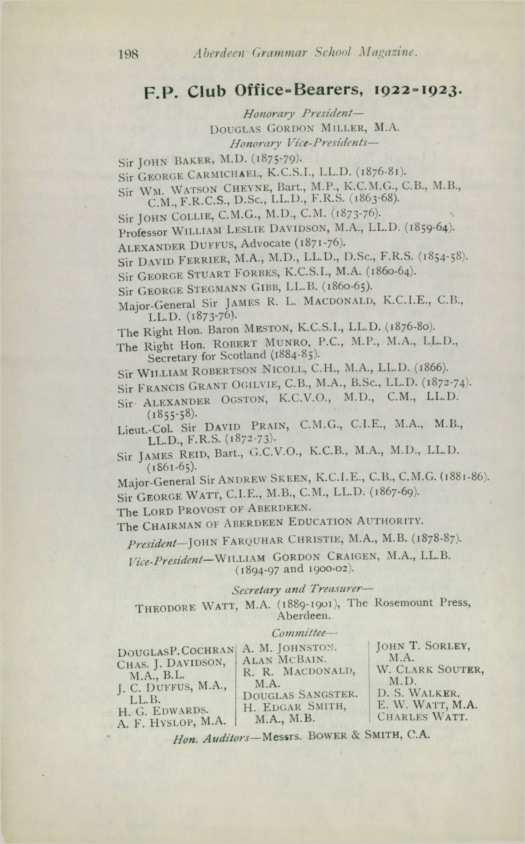 198 Aberdeen Grammar School Magazine.
F.P. Club Office=Bearers, 1922=1923.
Honorary President—
DOUGLAS GORDON MILLER, M.A.
Honorary Vice-Presidents—
Sir JOHN BAKER, M.D. (1875-79).
Sir GEORGE CARMICHAEL, K.C.S.I., LL.D. (1876-81).
Sir WM. WATSON CHEYNE, Bart., M.P., K.C.M.G., C.B., M.B.,
C.M., F.R.C.S., D.Sc., LL.D., F.R.S. (1863-68).
Sir JOHN COLLIE, C.M.G., M.D., C.M. (1873-76).
Professor WILLIAM LESLIE DAVIDSON, M.A., LL.D. (1859-64).
ALEXANDER DUFFUS, Advocate (1871-76).
Sir DAVID FERRIER, M.A., M.D., LL.D., D.Sc., F.R.S. (1854-58).
Sir GEORGE STUART FORBES, K.C.S.I., M.A. (1860-64).
Sir GEORGE STEGMANN GIBB, LL.B. (1860-65).
Major-General Sir JAMES R. L. MACDONALD, K.C.I.E., C.B.,
LL.D. (1873-76).
The Right Hon. Baron MESTON, K.C.S.I., LL.D. (1876-80).
The Right Hon. ROBERT MUNRO, P.C., M.P., M.A., LL.D.,
Secretary for Scotland (1884-85).
Sir WILLIAM ROBERTSON NICOLL, C.H., M.A., LL.D. (1866).
Sir FRANCIS GRANT OGILVIE, C.B., M.A., B.Sc., LL.D. (1872-74).
Sir ALEXANDER OGSTON, K.C.V.O., M.D., C.M., LL.D.
(1855-58).
Lieut.-Col. Sir DAVID PRAIN, C.M.G., C.I.E., M.A., M.B.,
LL.D., F.R.S. (1872-73).
Sir JAMES REID, Bart., G.C.V.O., K.C.B., M.A., M.D., LL.D.
(1861-65).
Major-General Sir ANDREW SKEEN, K.C.I.E., C.B., C.M.G. (1881-86).
Sir GEORGE WATT, C.I.E., M.B., C.M., LL.D. (1867-69).
The LORD PROVOST OF ABERDEEN.
The CHAIRMAN OF ABERDEEN EDUCATION AUTHORITY.
President—JOHN FARQUHAR CHRISTIE, M.A., M.B. (1878-87).
Vice-President—WILLIAM GORDON CRAIGEN, M.A., LL.B.
(1894-97 and 1900-02).
Secretary and Treasurer—
THEODORE WATT, M.A. (1889-1901), The Rosemount Press,
Aberdeen.
Committee—
DOUGLAS P. COCHRAN
CHAS. J. DAVIDSON,
M.A., B.L.
J. C. DUFFUS, M.A.,
LL.B.
H. G. EDWARDS.
A. F. HYSLOP, M.A.
A. M. JOHNSTON.
ALAN MCBAIN.
R. R. MACDONALD,
M.A.
DOUGLAS SANGSTER.
H. EDGAR SMITH,
M.A., M.B.
JOHN T. SORLEY,
M.A.
W. CLARK SOUTER,
M.D.
D. S. WALKER.
E. W. WATT, M.A.
CHARLES WATT.
Hon. Auditors—Messrs. BOWER & SMITH, C.A.